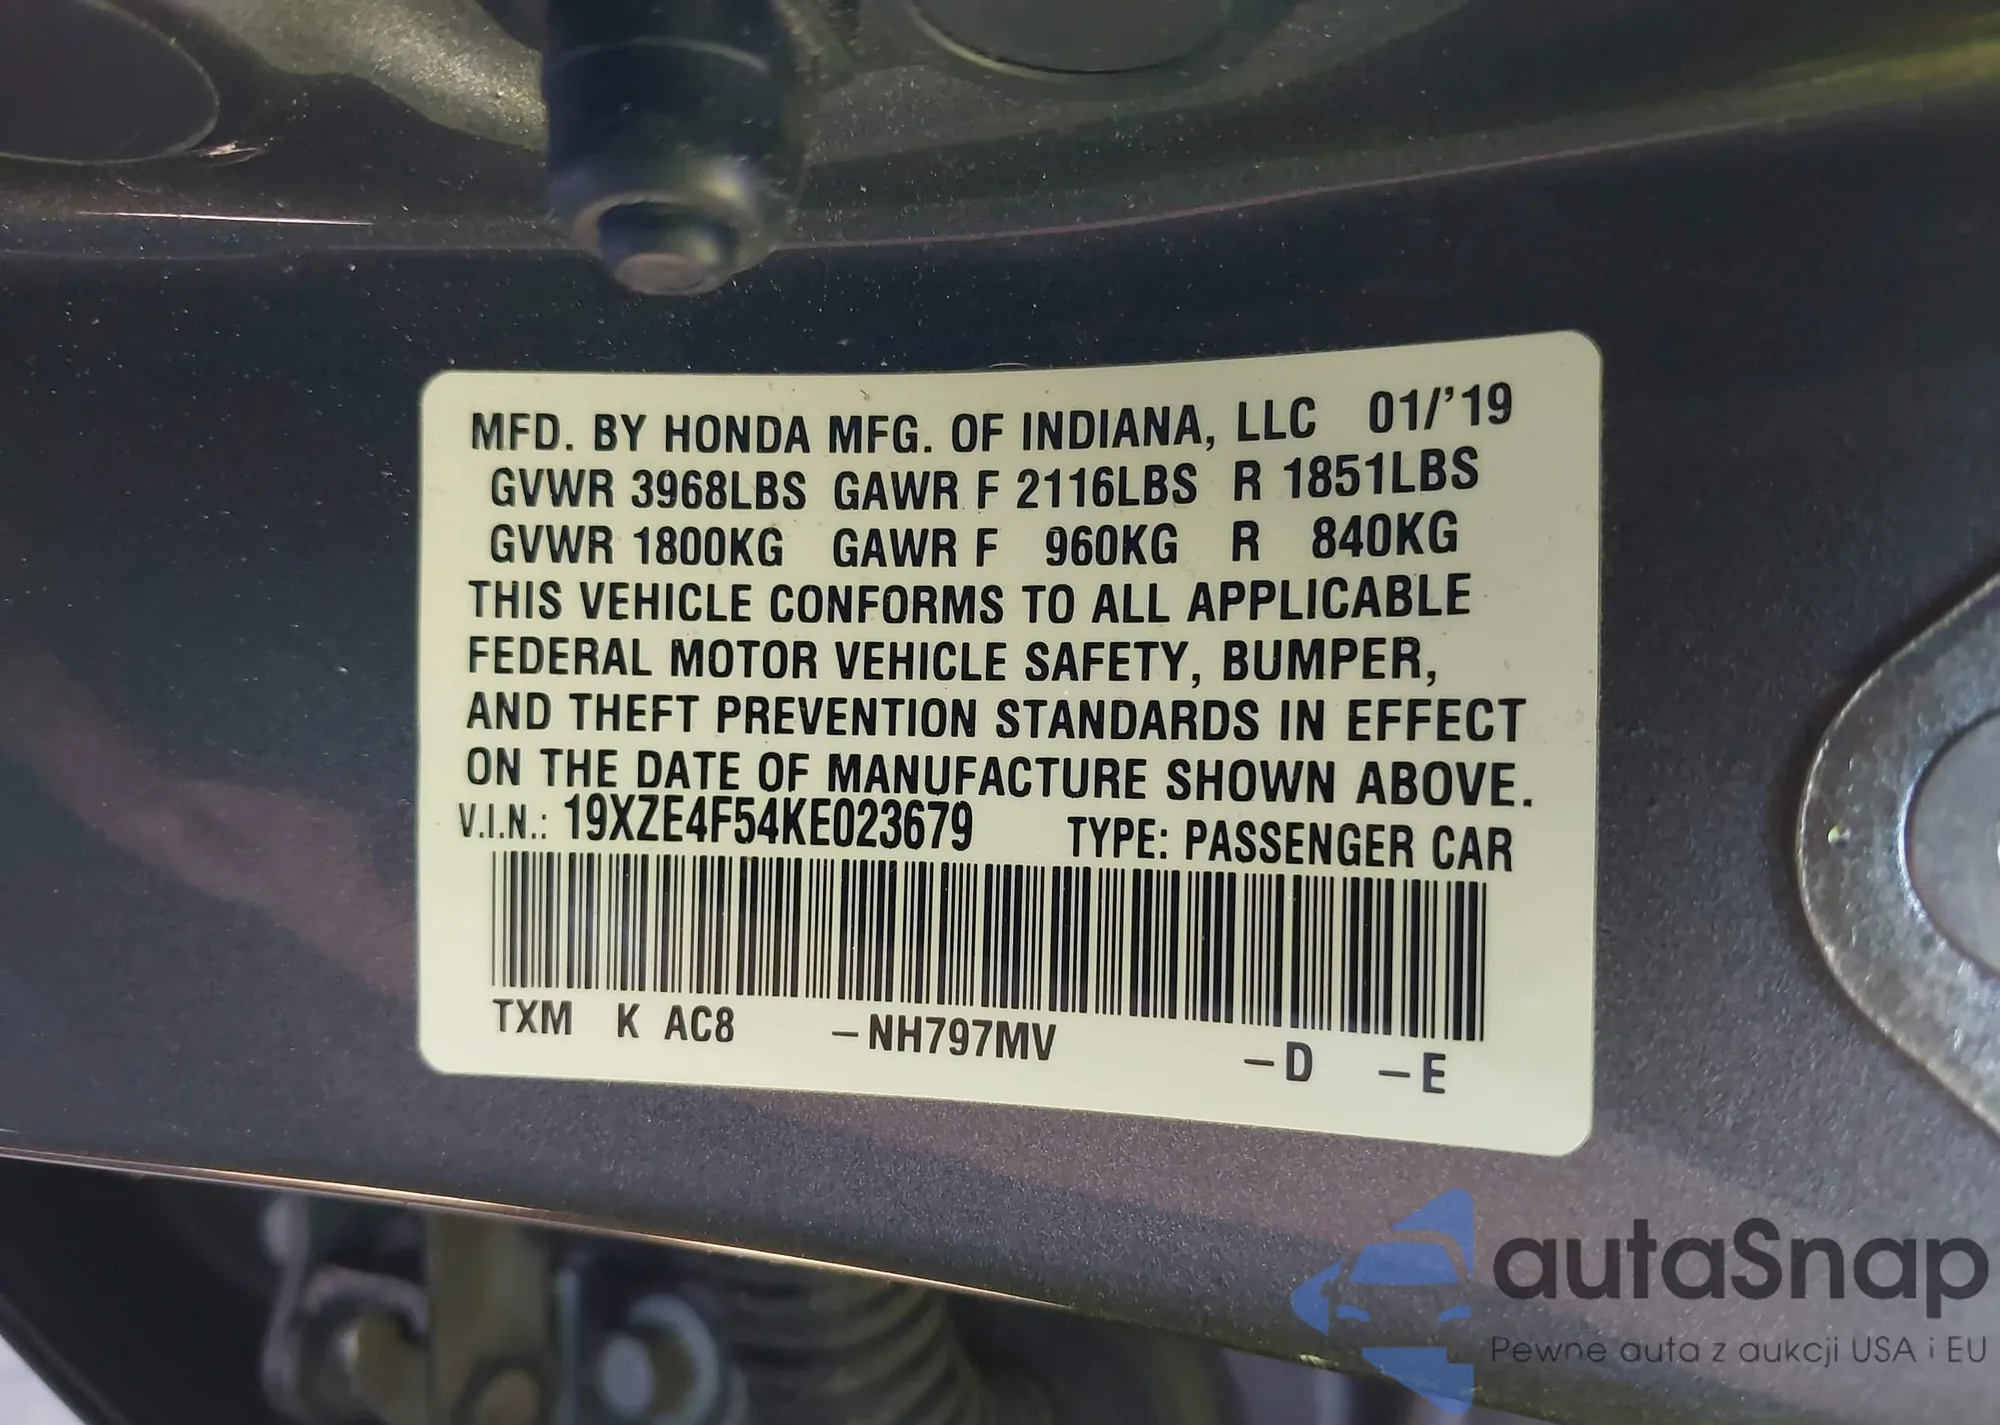 MFD. BY HONDA MFG. OF INDIANA, LLC 01/'19
GVWR 3968LBS GAWR F 2116LBS R 1851LBS
GVWR 1800KG GAWR F 960KG R 840KG
THIS VEHICLE CONFORMS TO ALL APPLICABLE
FEDERAL MOTOR VEHICLE SAFETY, BUMPER,
AND THEFT PREVENTION STANDARDS IN EFFECT
ON THE DATE OF MANUFACTURE SHOWN ABOVE.
V.I.N.: 19XZE4F54KE023679 TYPE: PASSENGER CAR
TXM K AC8 –NH797MV –D –E
autaSnap
Pewne auta z aukcji USA i EU